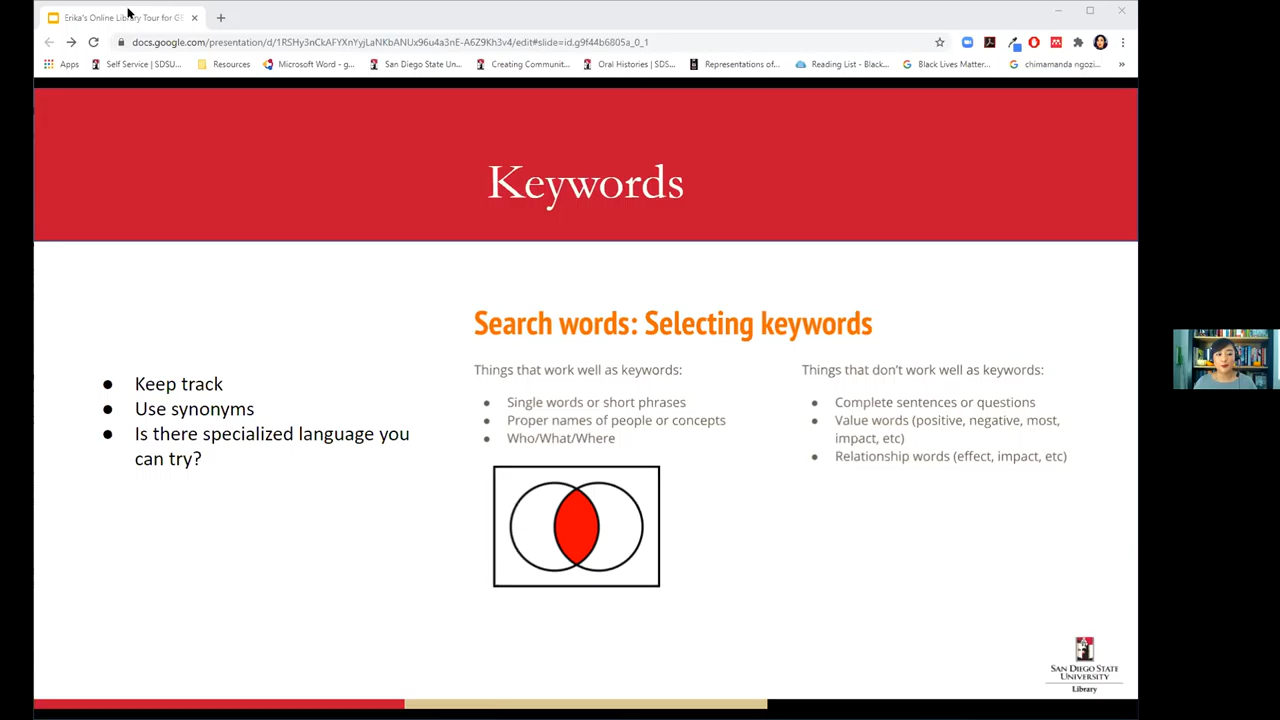 Erika's Online Library Tour for GE
docs.google.com/presentation/d/1RSHy3nCkAFYXnYvjLaNKbANUx96u4a3nE-A6Z9Kh3v4/edit#slide=id.g9f44b6805a_0_1
Apps Self Service | SDSU... Resources Microsoft Word - g... San Diego State Un... Creating Communit... Oral Histories | SDS... Representations of... Reading List - Black... Black Lives Matter... chimamanda ngozi... »
Keywords
Search words: Selecting keywords
● Keep track
● Use synonyms
● Is there specialized language you
can try?
Things that work well as keywords:
● Single words or short phrases
● Proper names of people or concepts
● Who/What/Where
Things that don't work well as keywords:
● Complete sentences or questions
● Value words (positive, negative, most,
impact, etc)
● Relationship words (effect, impact, etc)
SAN DIEGO STATE
UNIVERSITY
Library